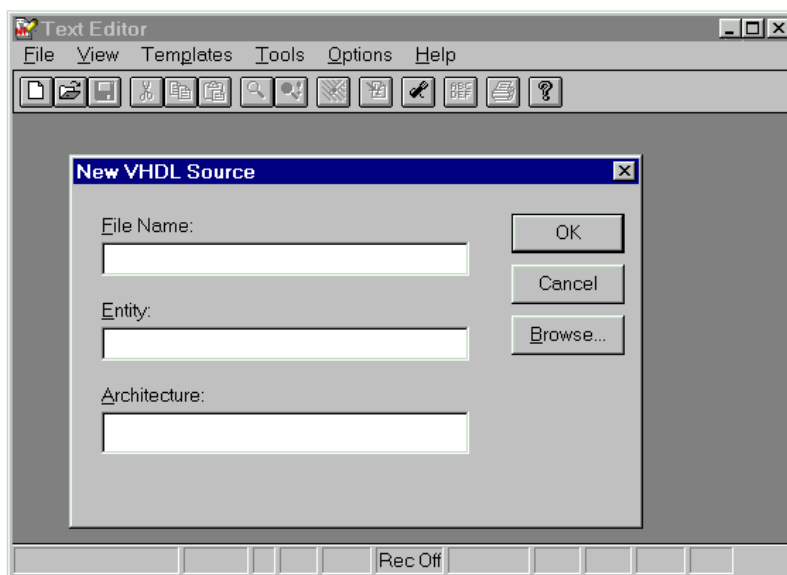 Text Editor
File View Templates Tools Options Help
New VHDL Source
File Name:
OK
Cancel
Entity:
Browse...
Architecture:
Rec Off